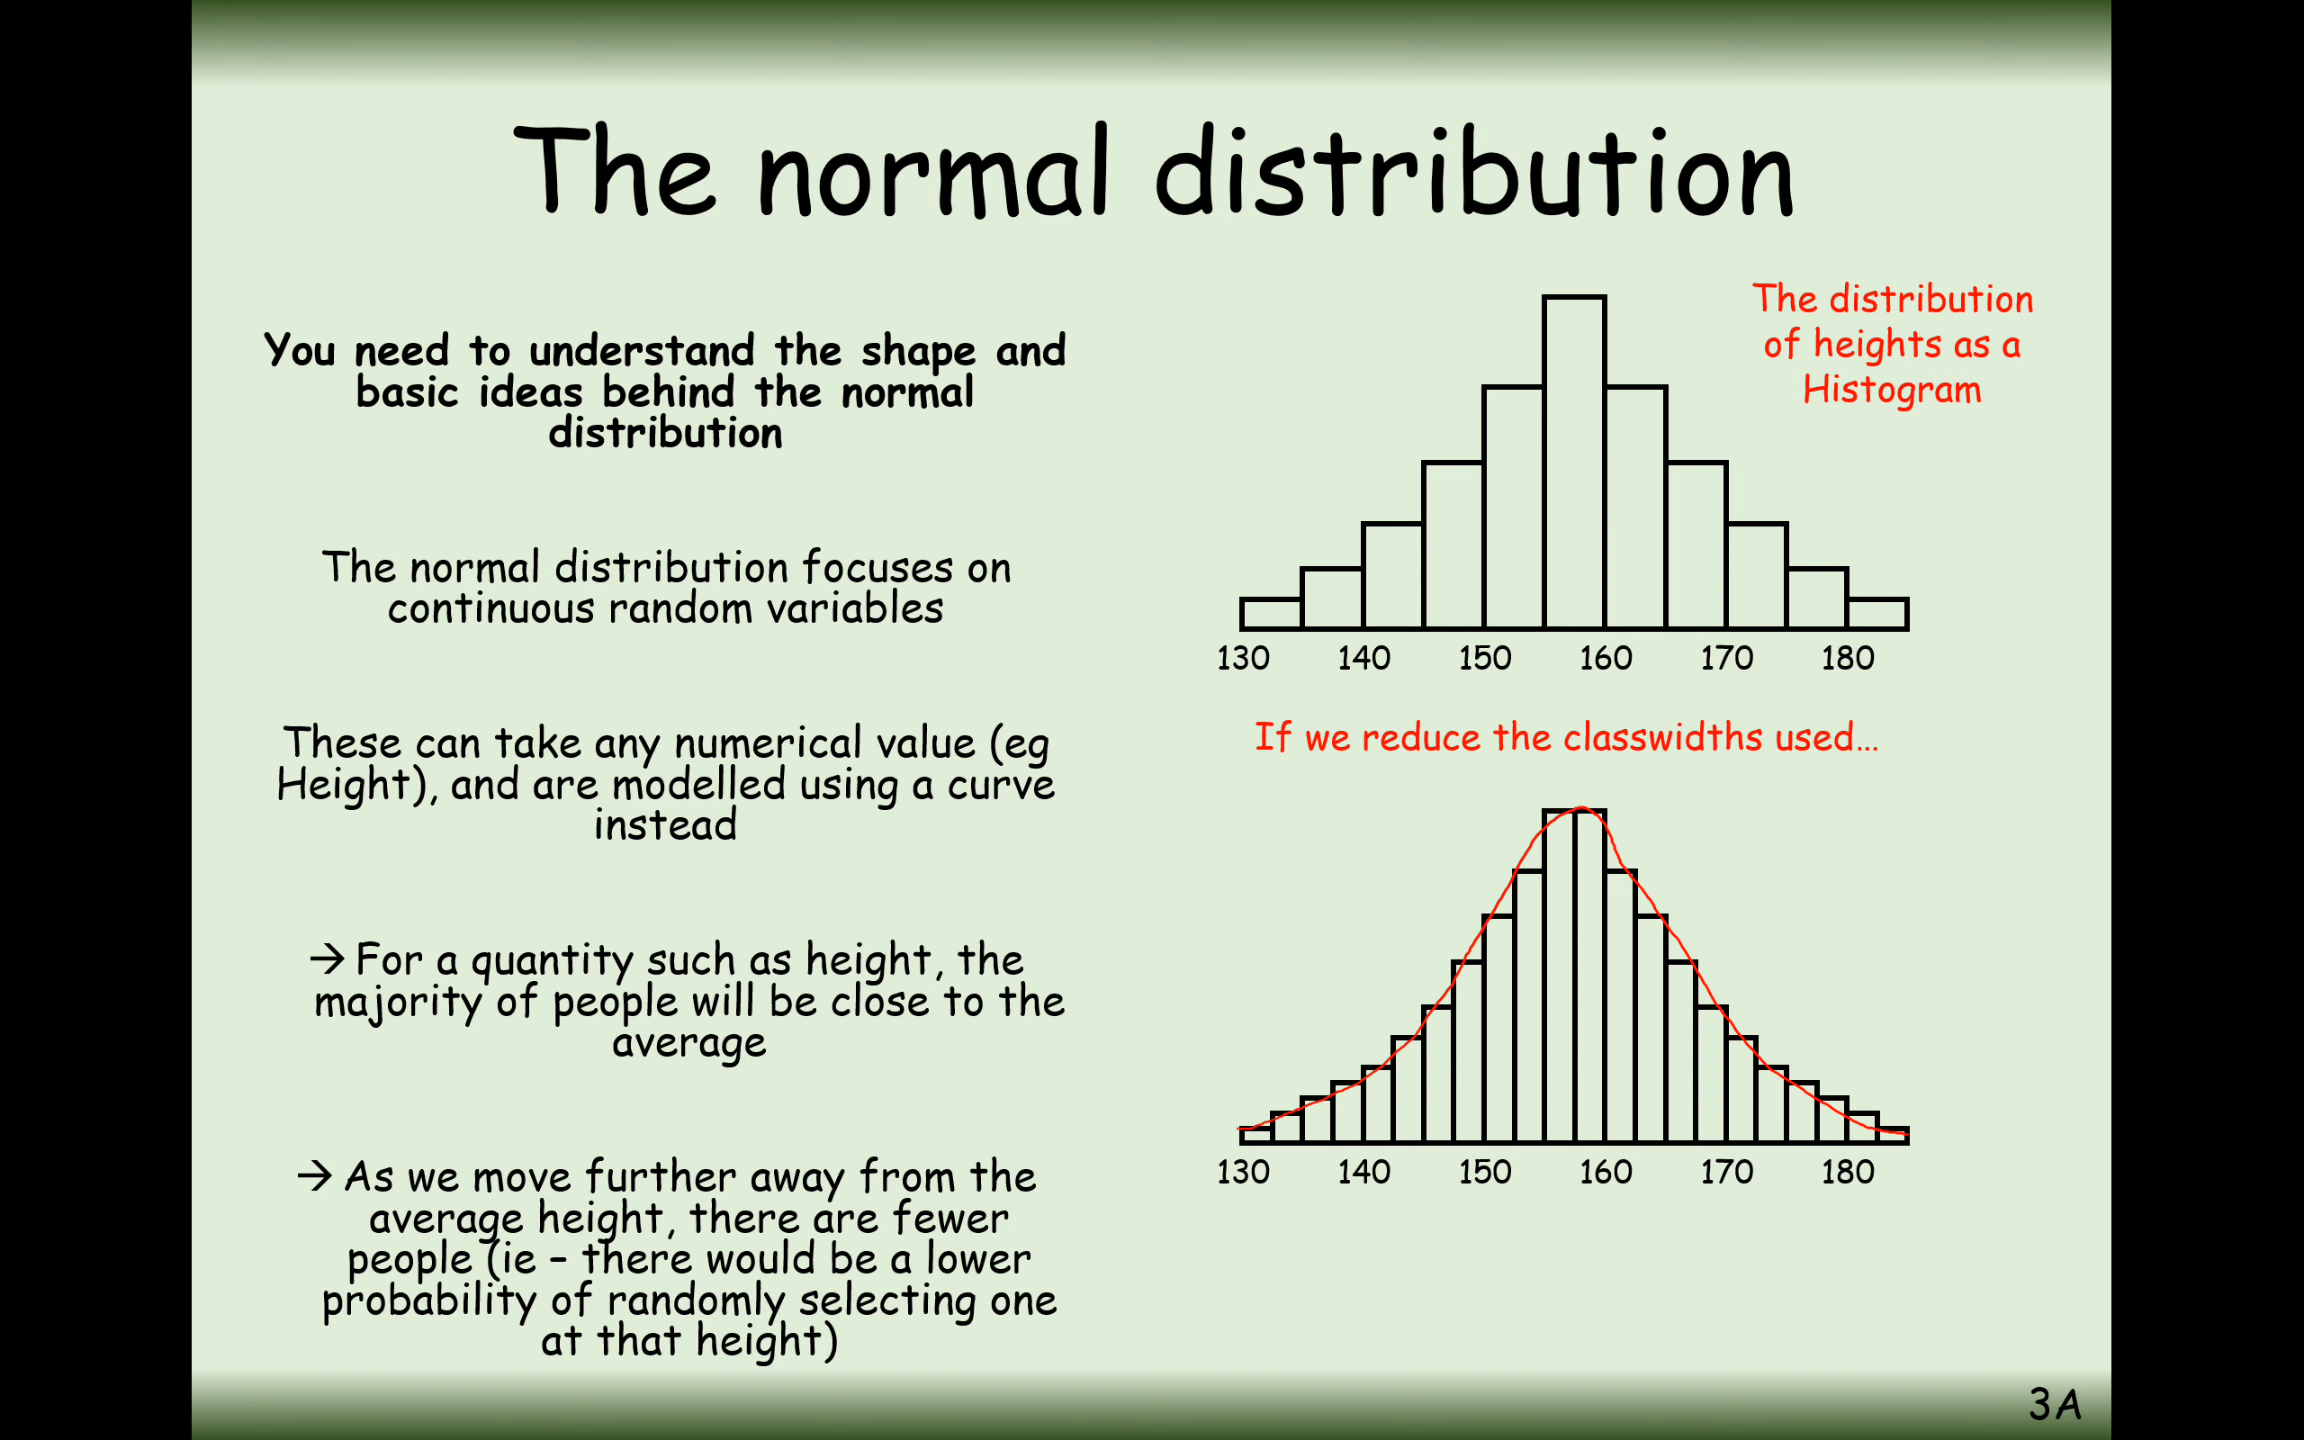 The normal distribution
You need to understand the shape and
basic ideas behind the normal
distribution
The normal distribution focuses on
continuous random variables
These can take any numerical value (eg
Height), and are modelled using a curve
instead
→ For a quantity such as height, the
majority of people will be close to the
average
→ As we move further away from the
average height, there are fewer
people (ie – there would be a lower
probability of randomly selecting one
at that height)
The distribution
of heights as a
Histogram
130 140 150 160 170 180
If we reduce the classwidths used...
130 140 150 160 170 180
3A